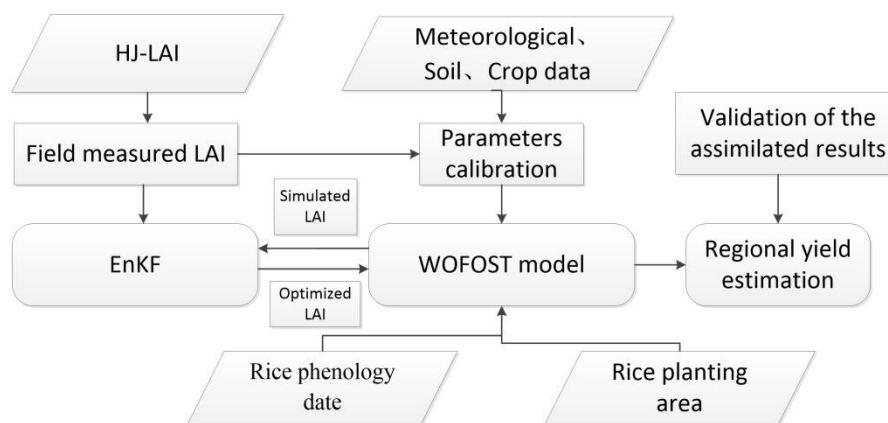 HJ-LAI
Meteorological、
Soil、Crop data
Field measured LAI
Parameters
calibration
Validation of the
assimilated results
Simulated
LAI
EnKF
WOFOST model
Regional yield
estimation
Optimized
LAI
Rice phenology
date
Rice planting
area